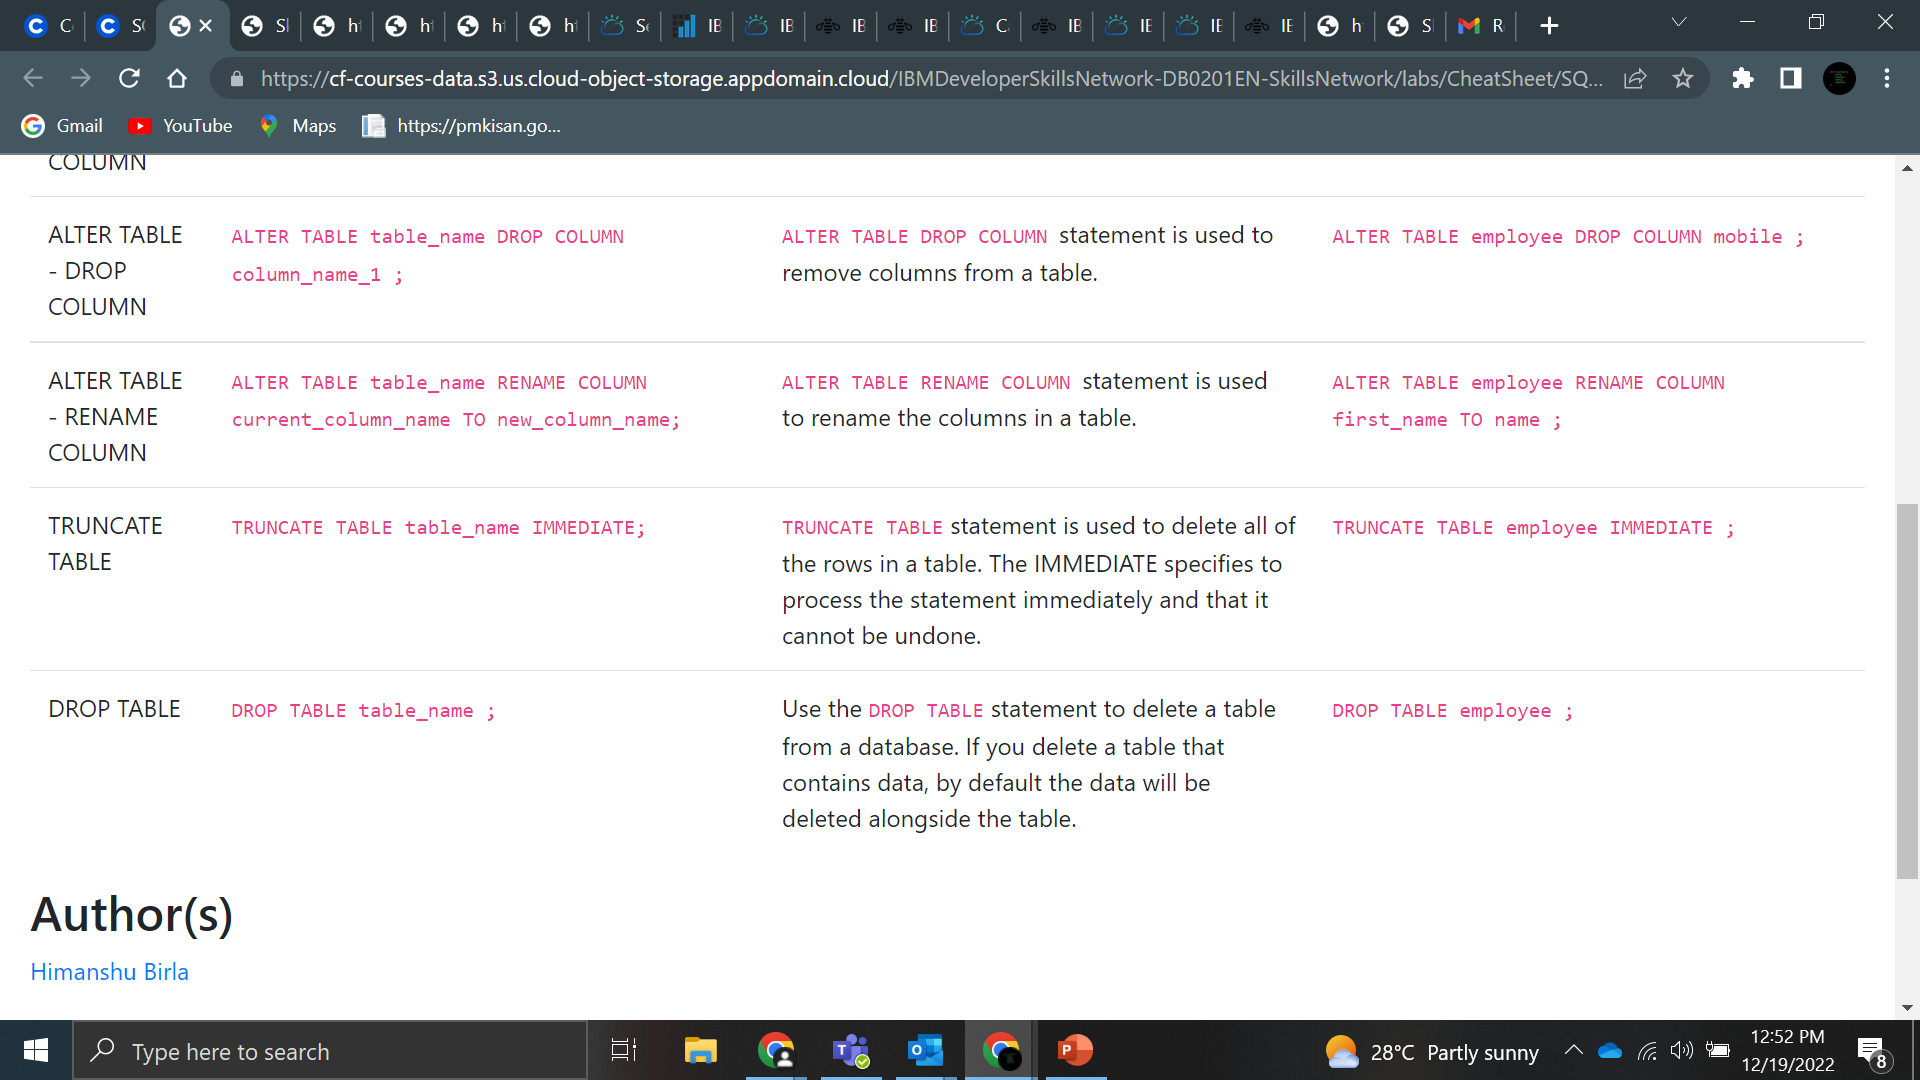 https://cf-courses-data.s3.us.cloud-object-storage.appdomain.cloud/IBMDeveloperSkillsNetwork-DB0201EN-SkillsNetwork/labs/CheatSheet/SQ...
Gmail YouTube Maps https://pmkisan.go...
COLUMN
ALTER TABLE
- DROP
COLUMN
ALTER TABLE table_name DROP COLUMN
column_name_1 ;
ALTER TABLE DROP COLUMN statement is used to
remove columns from a table.
ALTER TABLE employee DROP COLUMN mobile ;
ALTER TABLE
- RENAME
COLUMN
ALTER TABLE table_name RENAME COLUMN
current_column_name TO new_column_name;
ALTER TABLE RENAME COLUMN statement is used
to rename the columns in a table.
ALTER TABLE employee RENAME COLUMN
first_name TO name ;
TRUNCATE
TABLE
TRUNCATE TABLE table_name IMMEDIATE;
TRUNCATE TABLE statement is used to delete all of
the rows in a table. The IMMEDIATE specifies to
process the statement immediately and that it
cannot be undone.
TRUNCATE TABLE employee IMMEDIATE ;
DROP TABLE
DROP TABLE table_name ;
Use the DROP TABLE statement to delete a table
from a database. If you delete a table that
contains data, by default the data will be
deleted alongside the table.
DROP TABLE employee ;
Author(s)
Himanshu Birla
Type here to search
28°C Partly sunny
12:52 PM
12/19/2022
8